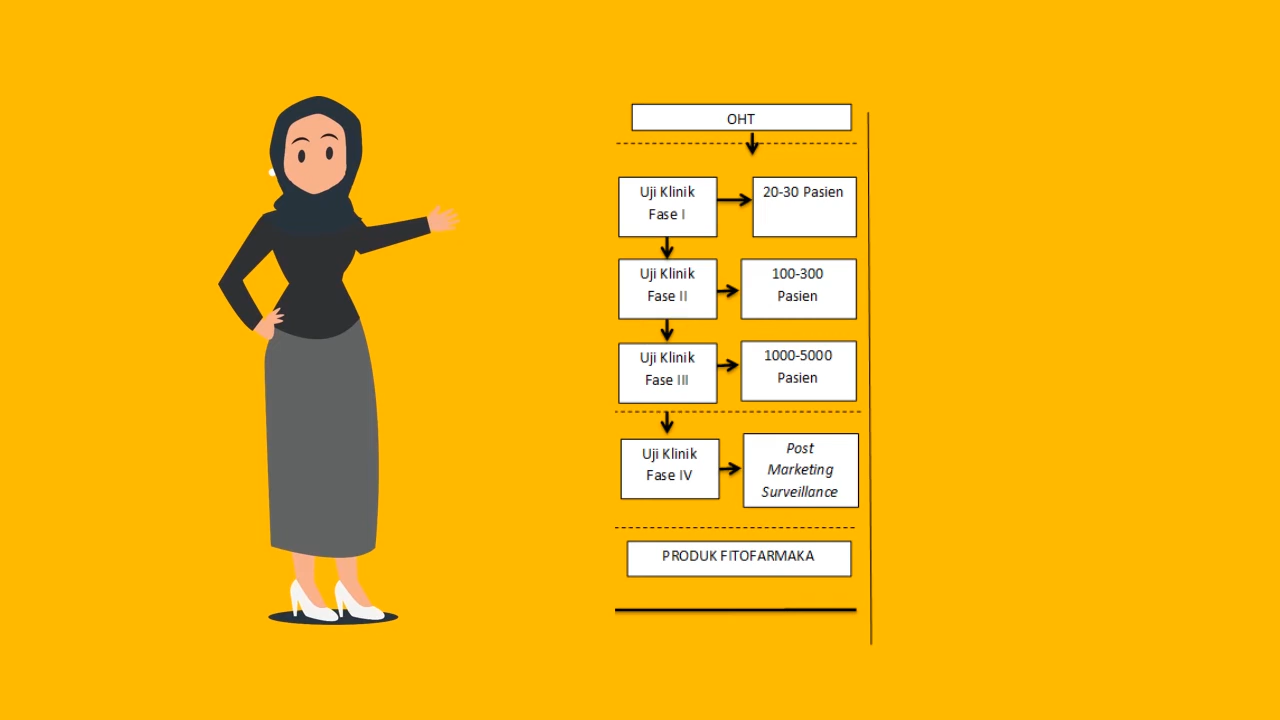 OHT
Uji Klinik
Fase I
20-30 Pasien
Uji Klinik
Fase II
100-300
Pasien
Uji Klinik
Fase III
1000-5000
Pasien
Uji Klinik
Fase IV
Post
Marketing
Surveillance
PRODUK FITOFARMAKA